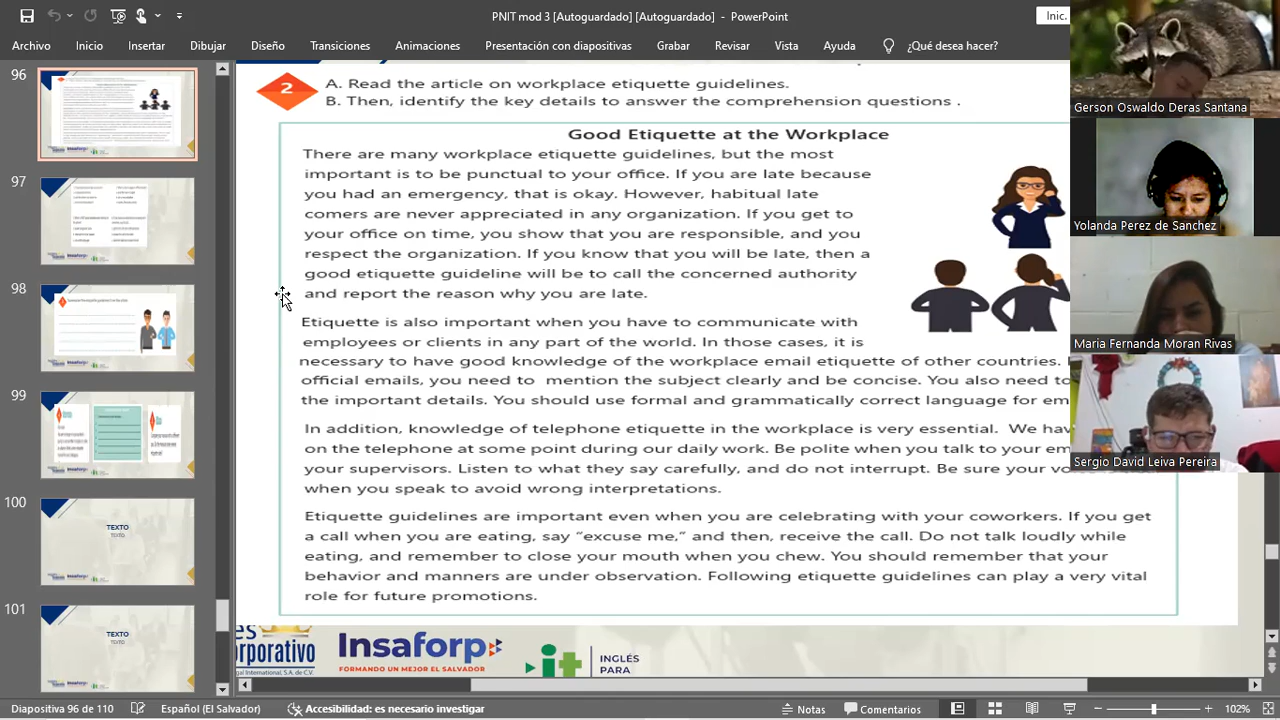 PNIT mod 3 [Autoguardado] [Autoguardado] - PowerPoint
Inic.
Archivo Inicio Insertar Dibujar Diseño Transiciones Animaciones Presentación con diapositivas Grabar Revisar Vista Ayuda ¿Qué desea hacer?
96
97
98
99
100
TEXTO
TEXTO
101
TEXTO
TEXTO
2
A. Read the article on workplace etiquette guidelines.
B. Then, identify the key details to answer the comprehension questions .
Good Etiquette at the Workplace
There are many workplace etiquette guidelines, but the most
important is to be punctual to your office. If you are late because
you had an emergency, that is okay. However, habitual late
coming is not appropriate in any organization. If you get to
your office on time, you show that you are responsible, and you
respect the organization. If you know that you will be late, then a
good etiquette guideline will be to call the concerned authority
and report the reason why you are late.
Etiquette is also important when you have to communicate with
employees or clients in any part of the world. In those cases, it is
necessary to have good knowledge of the workplace email etiquette of other countries.
official emails, you need to mention the subject clearly and be concise. You also need to
the important details. You should use formal and grammatically correct language for em
In addition, knowledge of telephone etiquette in the workplace is very essential. We hav
on the telephone at some point during our daily work. Be polite when you talk to your em
your supervisors. Listen to what they say carefully, and do not interrupt. Be sure your vo
when you speak to avoid wrong interpretations.
Etiquette guidelines are important even when you are celebrating with your coworkers. If you get
a call when you are eating, say “excuse me,” and then, receive the call. Do not talk loudly while
eating, and remember to close your mouth when you chew. You should remember that your
behavior and manners are under observation. Following etiquette guidelines can play a very vital
role for future promotions.
es
rporativo
gal International, S.A. de C.V.
Insaforp
FORMANDO UN MEJOR EL SALVADOR
it
INGLÉS
PARA
Gerson Oswaldo Deras Santana
Yolanda Perez de Sanchez
Maria Fernanda Moran Rivas
Sergio David Leiva Pereira
Diapositiva 96 de 110 Español (El Salvador) Accesibilidad: es necesario investigar Notas Comentarios 102%